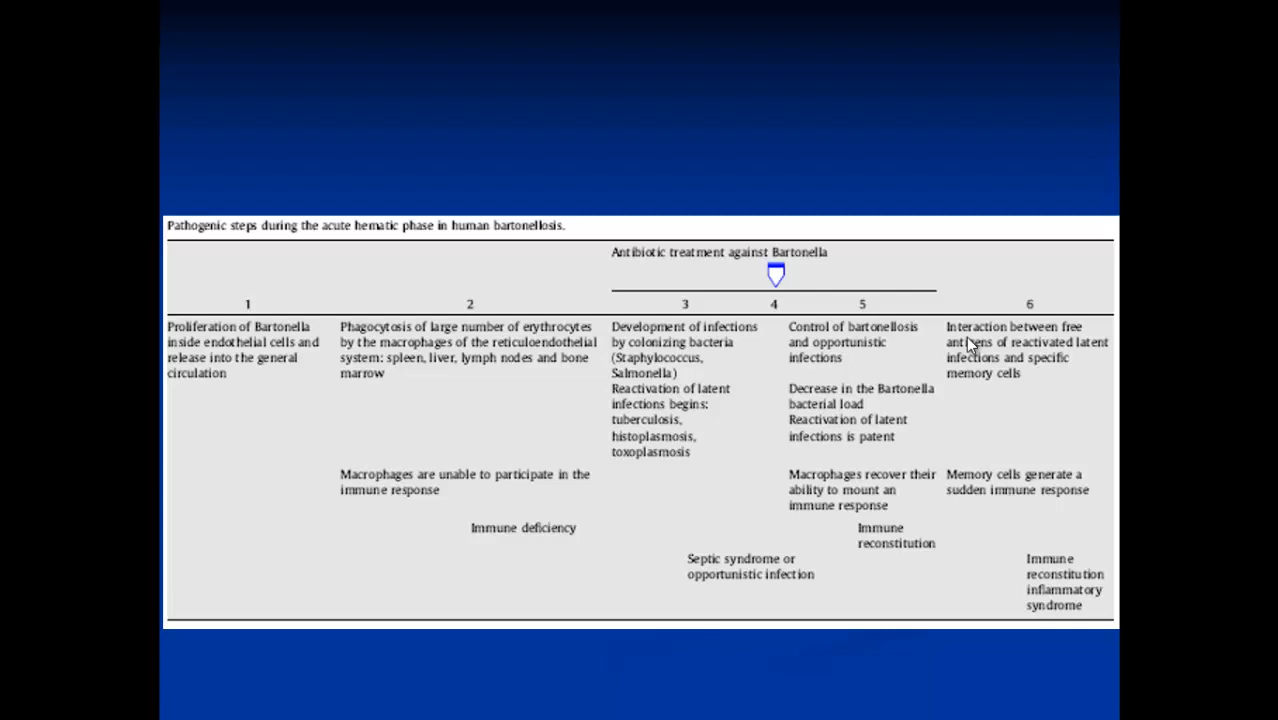 Pathogenic steps during the acute hematic phase in human bartonellosis.
Antibiotic treatment against Bartonella
1 2 3 4 5 6
Proliferation of Bartonella
inside endothelial cells and
release into the general
circulation
Phagocytosis of large number of erythrocytes
by the macrophages of the reticuloendothelial
system: spleen, liver, lymph nodes and bone
marrow
Macrophages are unable to participate in the
immune response
Immune deficiency
Development of infections
by colonizing bacteria
(Staphylococcus,
Salmonella)
Reactivation of latent
infections begins:
tuberculosis,
histoplasmosis,
toxoplasmosis
Septic syndrome or
opportunistic infection
Control of bartonellosis
and opportunistic
infections
Decrease in the Bartonella
bacterial load
Reactivation of latent
infections is patent
Macrophages recover their
ability to mount an
immune response
Immune
reconstitution
Interaction between free
of reactivated latent
infections and specific
memory cells
Memory cells generate a
sudden immune response
Immune
reconstitution
inflammatory
syndrome